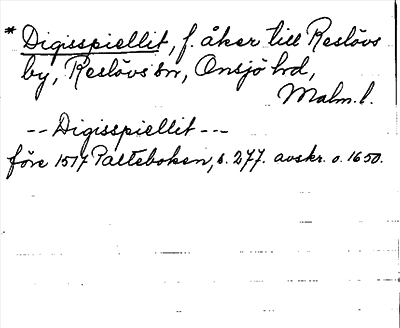 * Digisspiellit, f. åker till Reslövs
by, Reslövs sn, Onsjö hd,
Malm. l.
-- Digisspiellit ---
före 1517 Palteboken, s. 277. avskr. o. 1650.